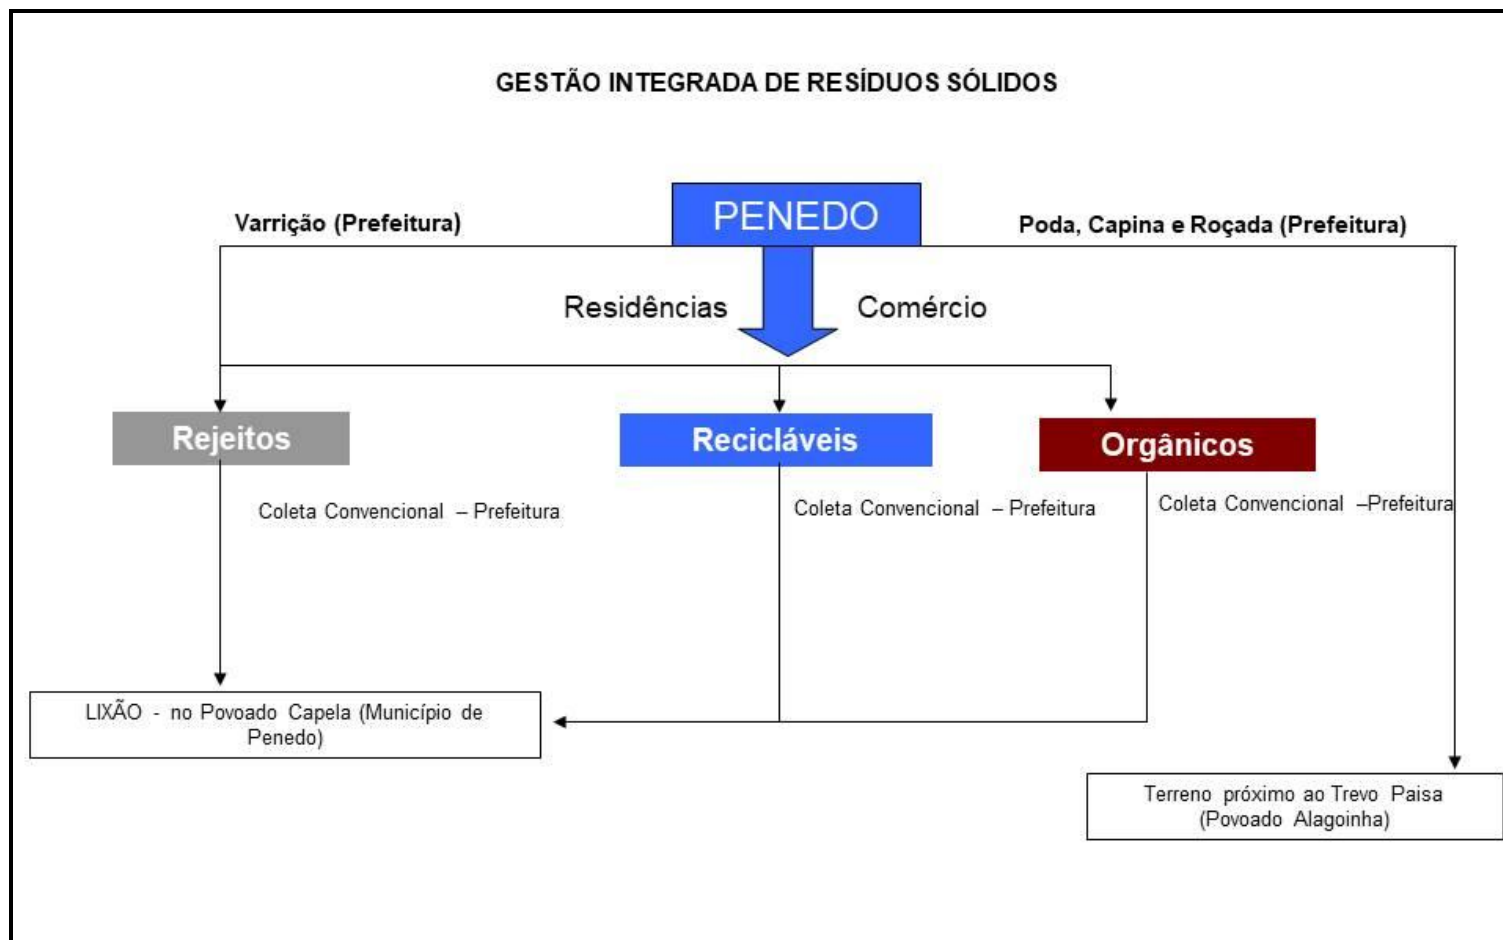 GESTÃO INTEGRADA DE RESÍDUOS SÓLIDOS
PENEDO
Varrição (Prefeitura)
Poda, Capina e Roçada (Prefeitura)
Residências
Comércio
Rejeitos
Recicláveis
Orgânicos
Coleta Convencional – Prefeitura
Coleta Convencional – Prefeitura
Coleta Convencional –Prefeitura
LIXÃO - no Povoado Capela (Município de
Penedo)
Terreno próximo ao Trevo Paisa
(Povoado Alagoinha)